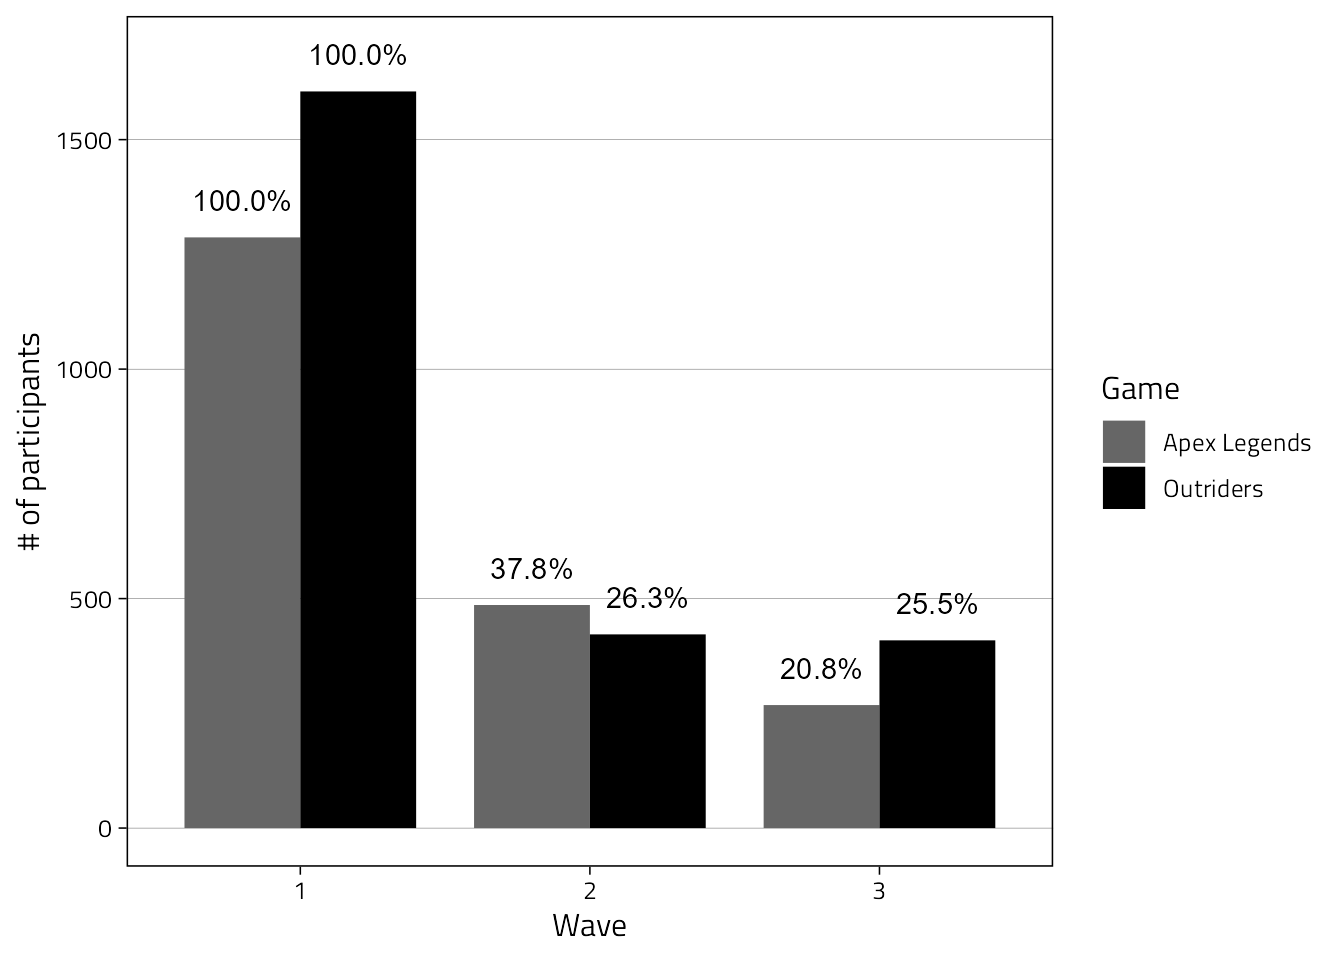 100.0%
100.0%
37.8%
26.3%
20.8%
25.5%
1500
1000
500
0
# of participants
1
2
3
Wave
Game
Apex Legends
Outriders